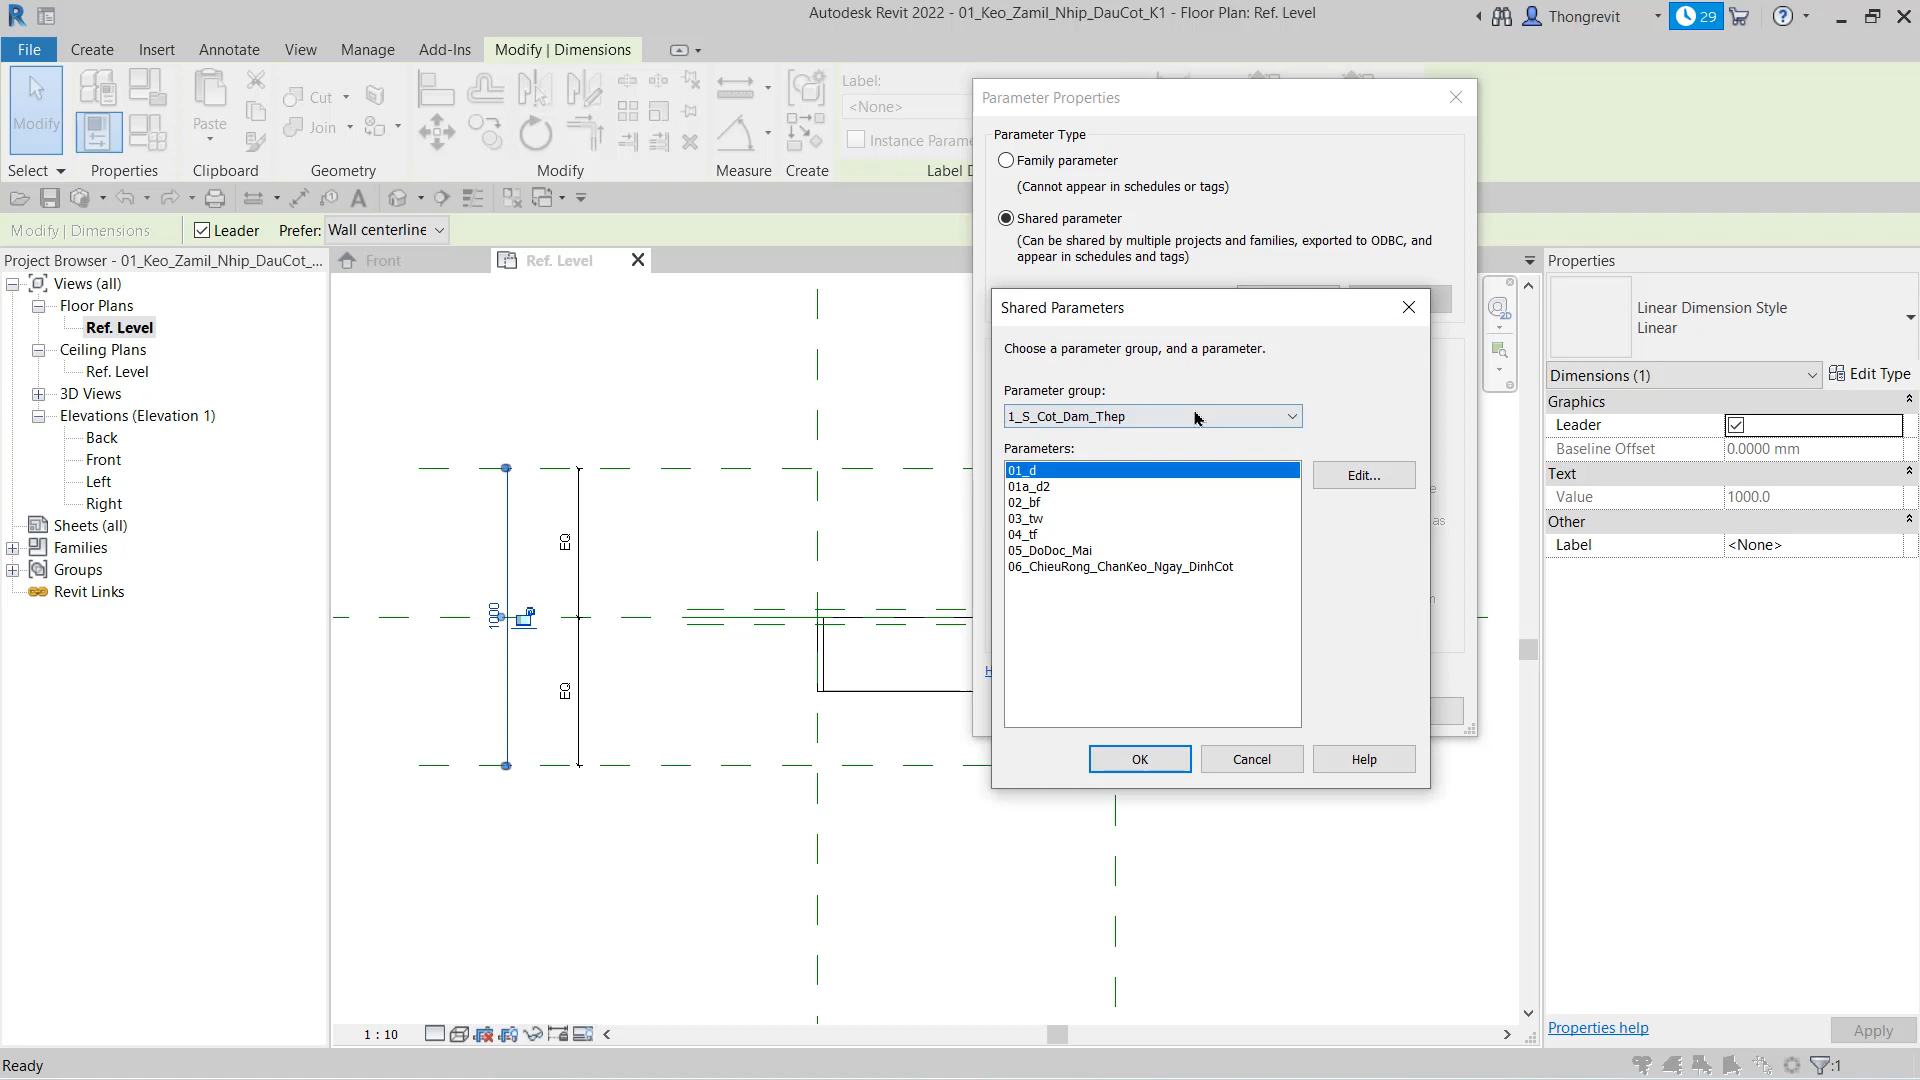 Autodesk Revit 2022 - 01_Keo_Zamil_Nhip_DauCot_K1 - Floor Plan: Ref. Level
Thongrevit
29
File
Create
Insert
Annotate
View
Manage
Add-Ins
Modify | Dimensions
Modify
Paste
Cut
Join
Label:
<None>
Instance Parame
Select
Properties
Clipboard
Geometry
Modify
Measure
Create
Label D
Modify | Dimensions
Leader
Prefer:
Wall centerline
Project Browser - 01_Keo_Zamil_Nhip_DauCot_...
Views (all)
Floor Plans
Ref. Level
Ceiling Plans
Ref. Level
3D Views
Elevations (Elevation 1)
Back
Front
Left
Right
Sheets (all)
Families
Groups
Revit Links
Front
Ref. Level
EQ
EQ
1000
2D
Parameter Properties
Parameter Type
Family parameter
(Cannot appear in schedules or tags)
Shared parameter
(Can be shared by multiple projects and families, exported to ODBC, and
appear in schedules and tags)
Shared Parameters
Choose a parameter group, and a parameter.
Parameter group:
1_S_Cot_Dam_Thep
Parameters:
01_d
01a_d2
02_bf
03_tw
04_tf
05_DoDoc_Mai
06_ChieuRong_ChanKeo_Ngay_DinhCot
Edit...
OK
Cancel
Help
Properties
Linear Dimension Style
Linear
Dimensions (1)
Edit Type
Graphics
Leader
Baseline Offset
0.0000 mm
Text
Value
1000.0
Other
Label
<None>
Properties help
Apply
1 : 10
Ready
:1